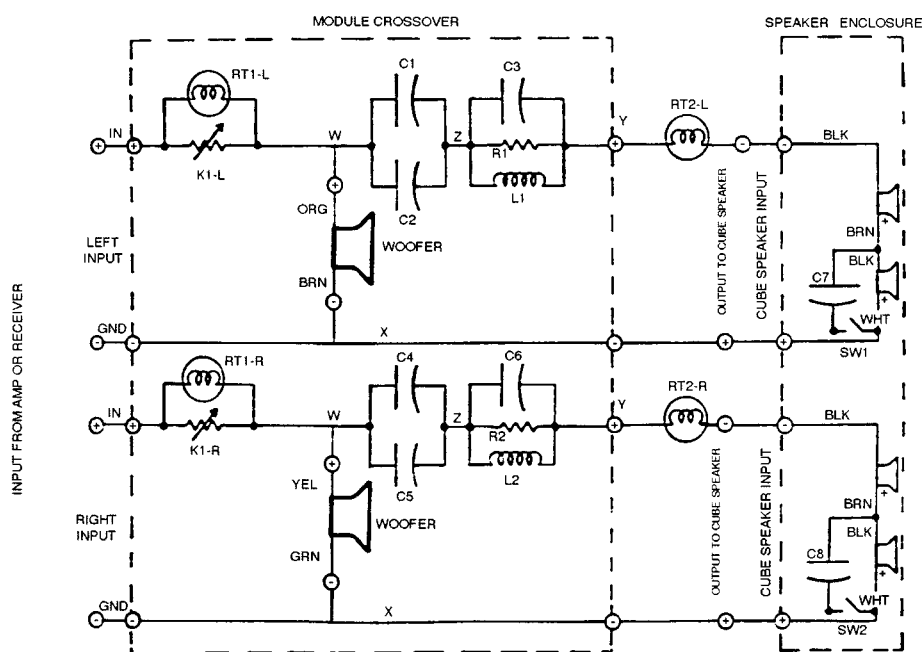 MODULE CROSSOVER
SPEAKER ENCLOSURE
INPUT FROM AMP OR RECEIVER
RT1-L
C1
C3
RT2-L
IN
W
Z
Y
BLK
K1-L
R1
ORG
C2
L1
LEFT
INPUT
WOOFER
BRN
OUTPUT TO CUBE SPEAKER
CUBE SPEAKER INPUT
BRN
BLK
C7
WHT
SW1
GND
X
RT1-R
C4
C6
RT2-R
IN
W
Z
Y
BLK
K1-R
R2
YEL
C5
L2
RIGHT
INPUT
WOOFER
GRN
OUTPUT TO CUBE SPEAKER
CUBE SPEAKER INPUT
BRN
BLK
C8
WHT
SW2
GND
X